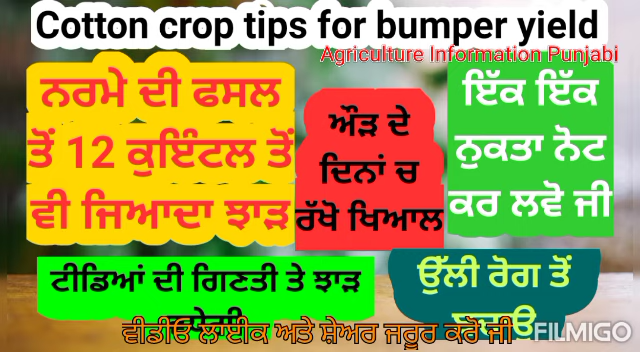 Cotton crop tips for bumper yield
Agriculture Information Punjabi
ਨਰਮੇ ਦੀ ਫਸਲ
ਤੋਂ 12 ਕੁਇੰਟਲ ਤੋਂ
ਵੀ ਜਿਆਦਾ ਝਾੜ
ਔੜ ਦੇ
ਦਿਨਾਂ ਚ
ਰੱਖੋ ਖਿਆਲ
ਇੱਕ ਇੱਕ
ਨੁਕਤਾ ਨੋਟ
ਕਰ ਲਵੋ ਜੀ
ਟੀਡਿਆਂ ਦੀ ਗਿਣਤੀ ਤੇ ਝਾੜ
ਉੱਲੀ ਰੋਗ ਤੋਂ
ਵੀਡੀਓ ਲਾਈਕ ਅਤੇ ਸ਼ੇਅਰ ਜਰੂਰ ਕਰੋ ਜੀ
FILMIGO